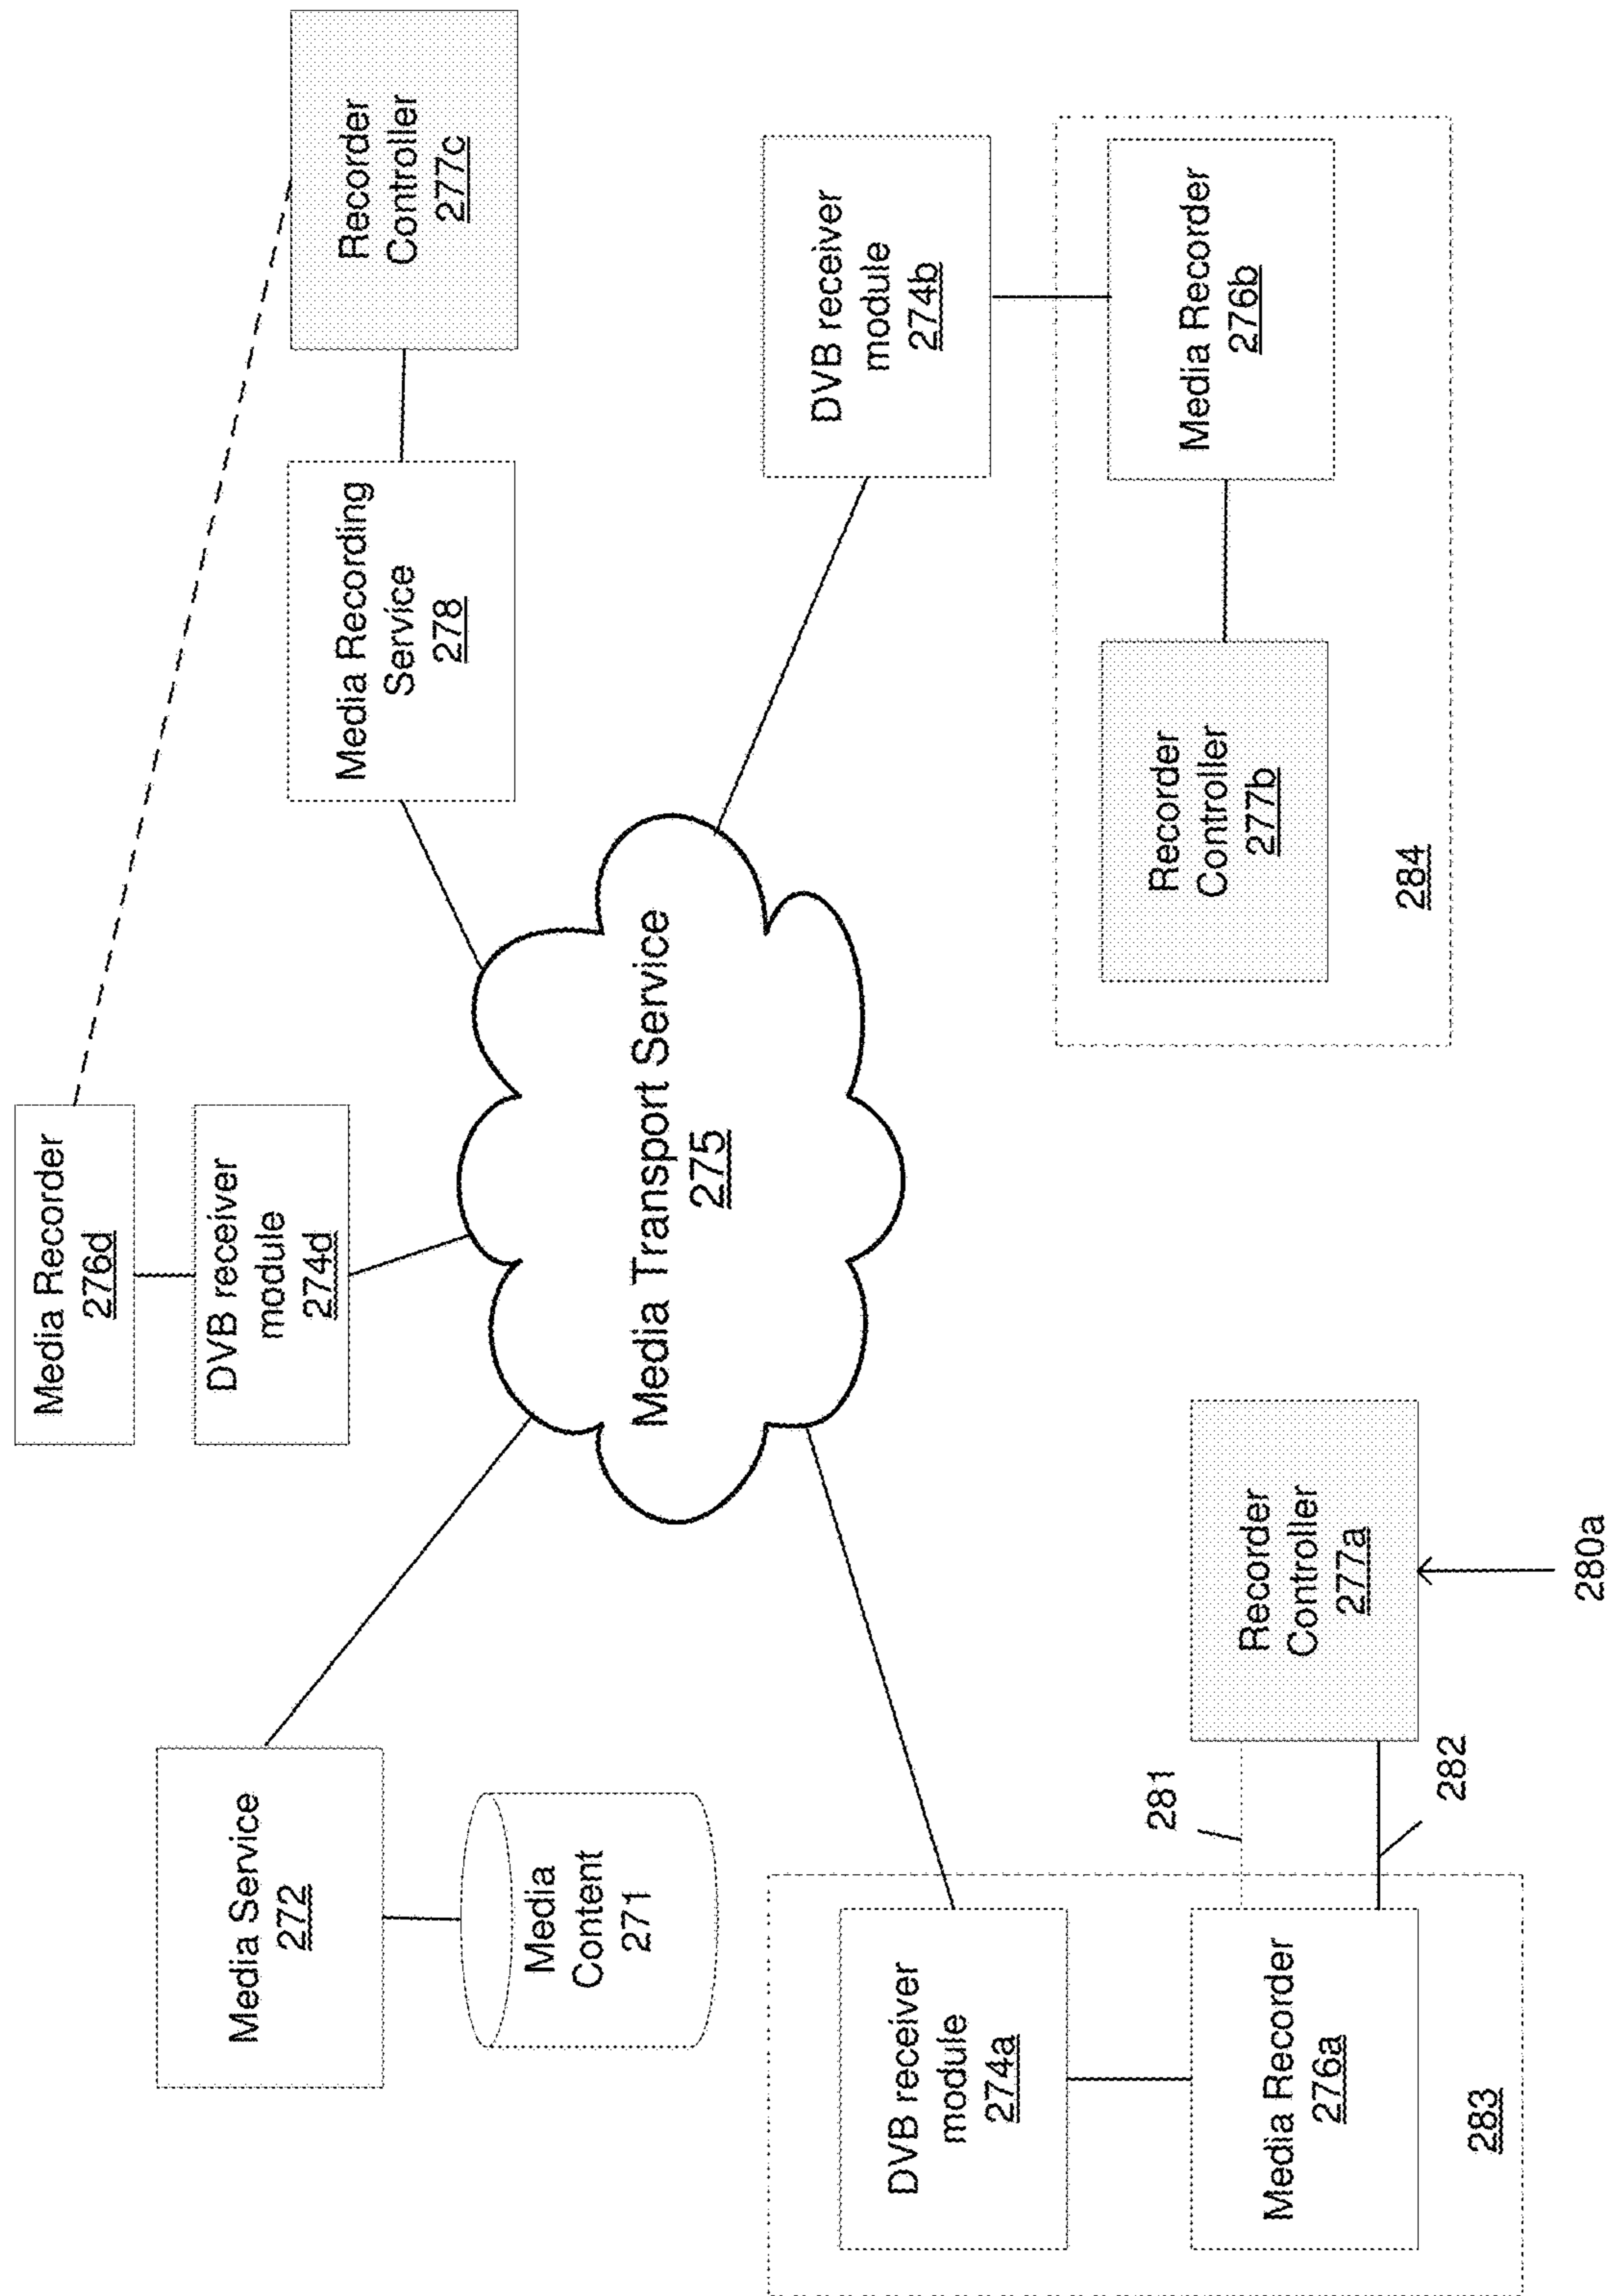 Media Service
272
Media
Content
271
Media Recorder
276d
DVB receiver
module
274d
Media Recording
Service
278
Recorder
Controller
277c
Media Transport Service
275
DVB receiver
module
274a
Media Recorder
276a
283
281
282
Recorder
Controller
277a
280a
DVB receiver
module
274b
Recorder
Controller
277b
Media Recorder
276b
284